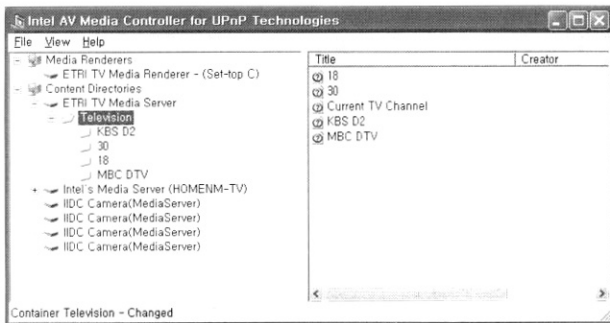 Intel AV Media Controller for UPnP Technologies
File View Help
Media Renderers
ETRI TV Media Renderer - (Set-top C)
Content Directories
ETRI TV Media Server
Television
KBS D2
30
18
MBC DTV
Intel's Media Server (HOMENM-TV)
IIDC Camera(MediaServer)
IIDC Camera(MediaServer)
IIDC Camera(MediaServer)
IIDC Camera(MediaServer)
Title Creator
18
30
Current TV Channel
KBS D2
MBC DTV
Container Television - Changed